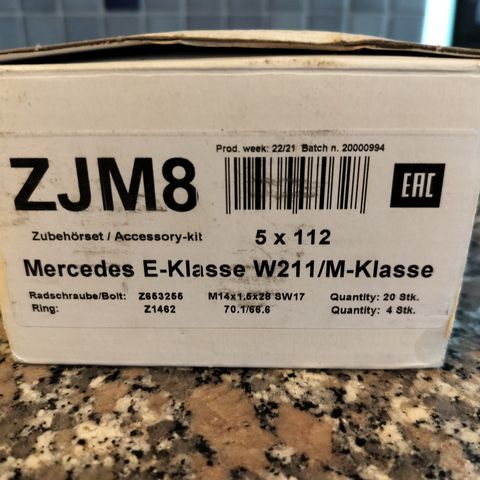 Prod. week: 22/21 Batch n. 20000994
ZJM8
EAC
Zubehörset / Accessory-kit 5 x 112
Mercedes E-Klasse W211/M-Klasse
Radschraube/Bolt: Z653255 M14x1.5x28 SW17 Quantity: 20 Stk.
Ring: Z1462 70.1/66.6 Quantity: 4 Stk.